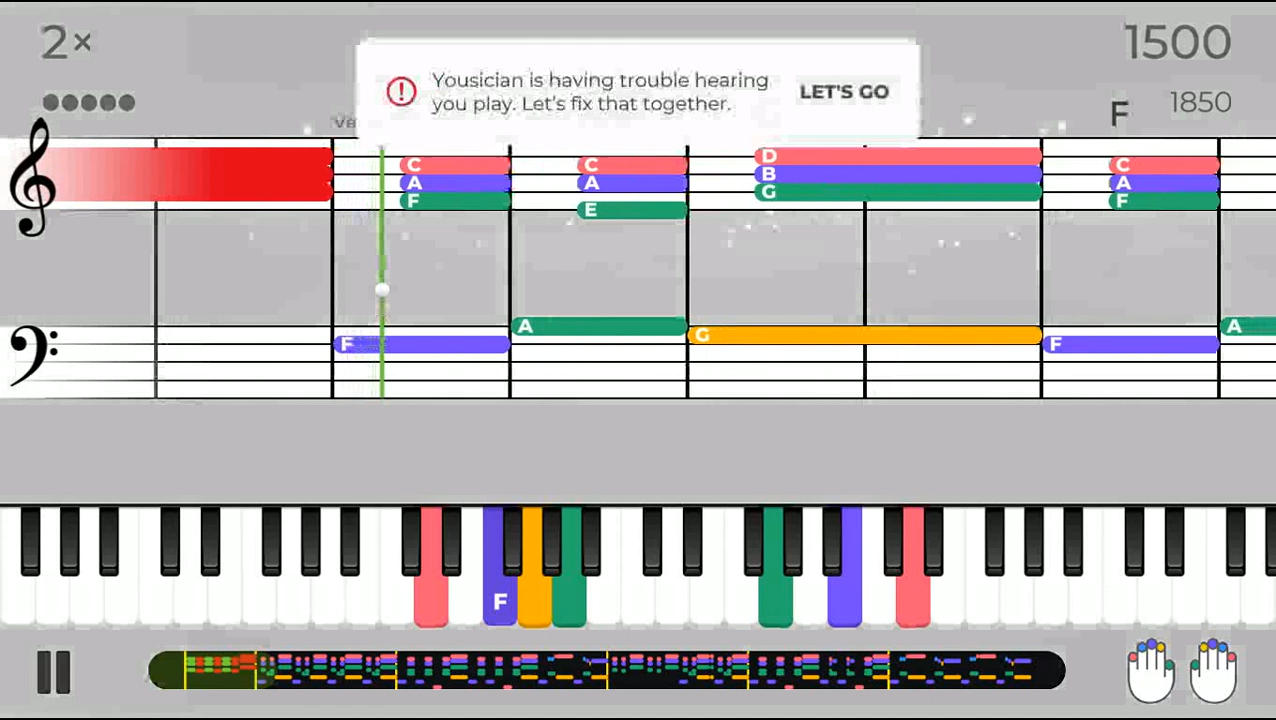 2×
1500
Yousician is having trouble hearing
you play. Let's fix that together.
LET'S GO
F
1850
C C D C
A A B A
F E G F
A A
F G F
F